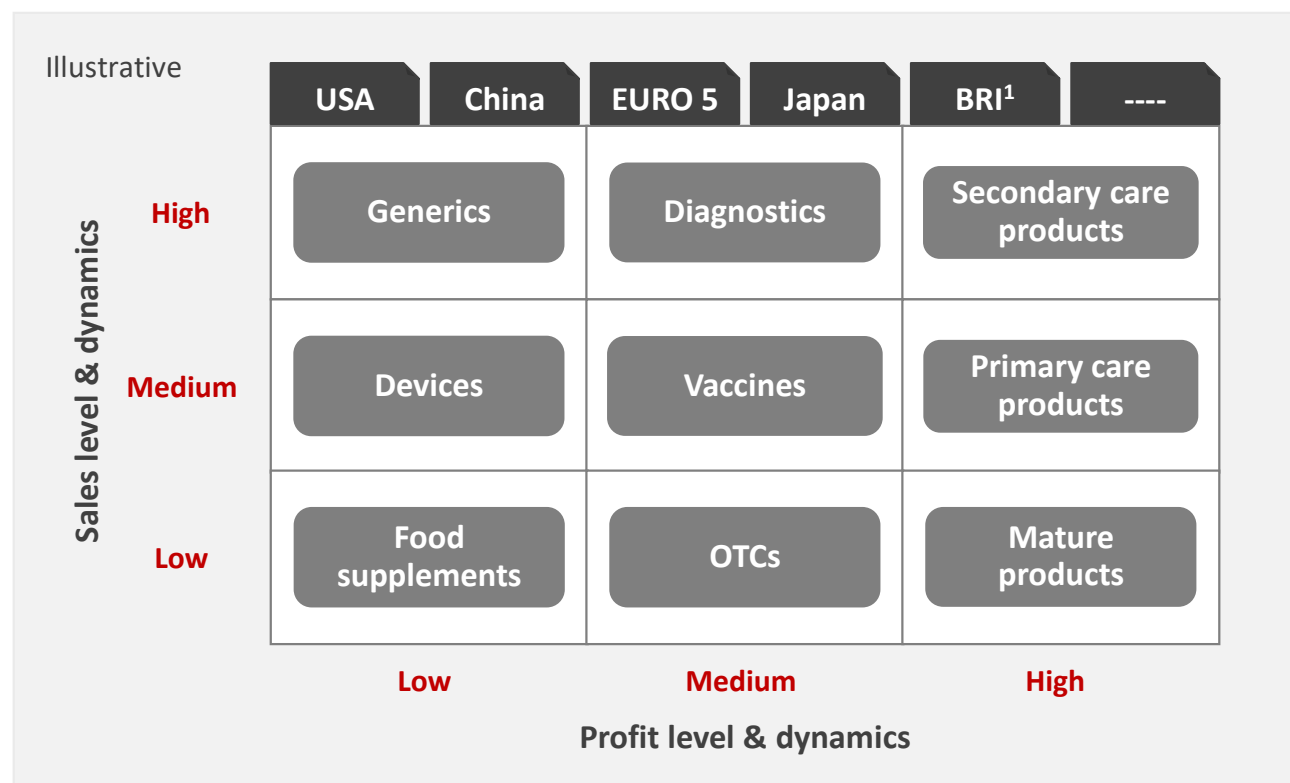 Illustrative
USA
China
EURO 5
Japan
BRI¹
----
Sales level & dynamics
High
Generics
Diagnostics
Secondary care
products
Medium
Devices
Vaccines
Primary care
products
Low
Food
supplements
OTCs
Mature
products
Low
Medium
High
Profit level & dynamics